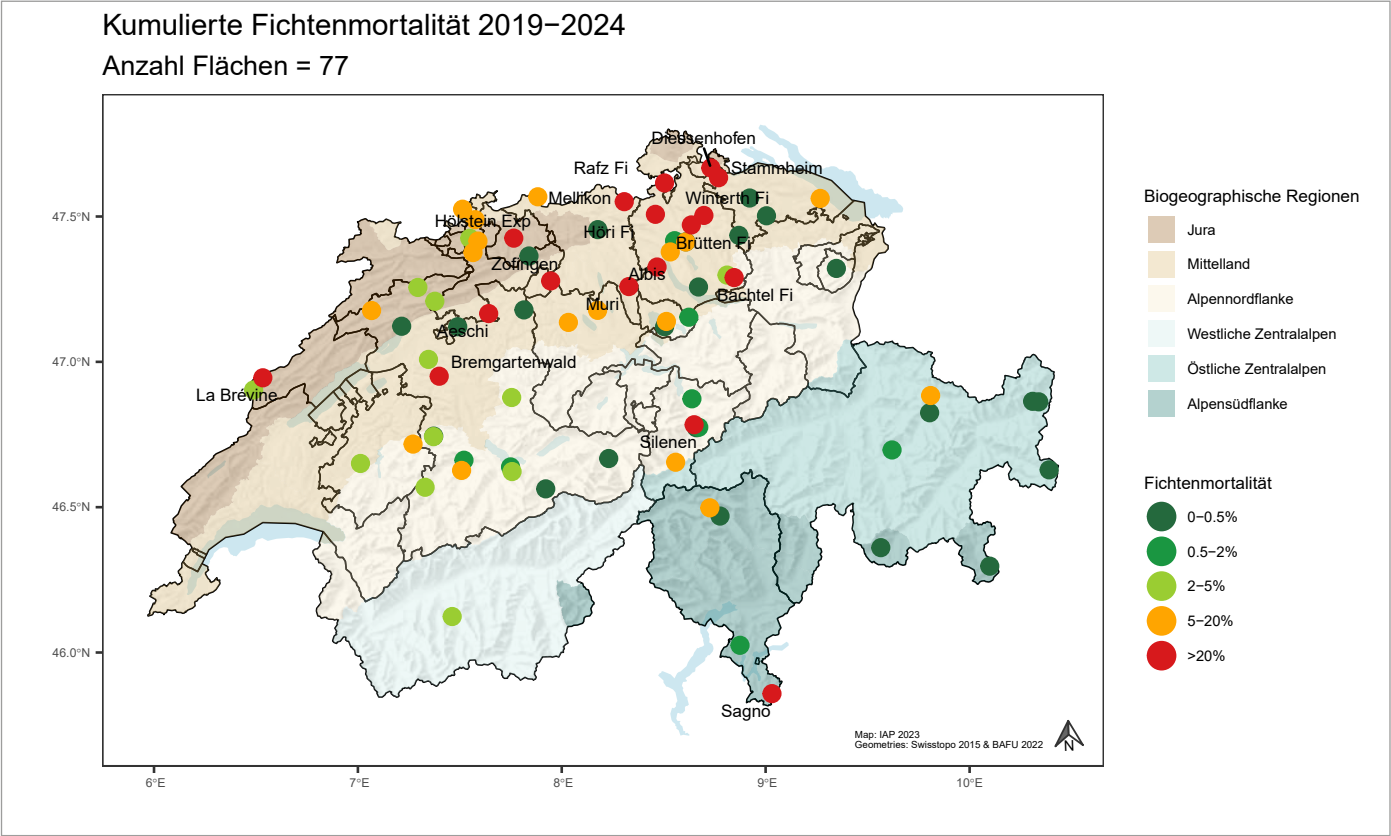 Kumulierte Fichtenmortalität 2019−2024
Anzahl Flächen = 77
Diessenhofen
Rafz Fi
Stammheim
Mellikon
Winterth Fi
Hölstein Exp
Höri Fi
Brütten Fi
Zofingen
Albis
Bachtel Fi
Muri
Aeschi
Bremgartenwald
La Brévine
Silenen
Sagno
47.5°N
47.0°N
46.5°N
46.0°N
6°E
7°E
8°E
9°E
10°E
Map: IAP 2023
Geometries: Swisstopo 2015 & BAFU 2022
N
Biogeographische Regionen
Jura
Mittelland
Alpennordflanke
Westliche Zentralalpen
Östliche Zentralalpen
Alpensüdflanke
Fichtenmortalität
0−0.5%
0.5−2%
2−5%
5−20%
>20%